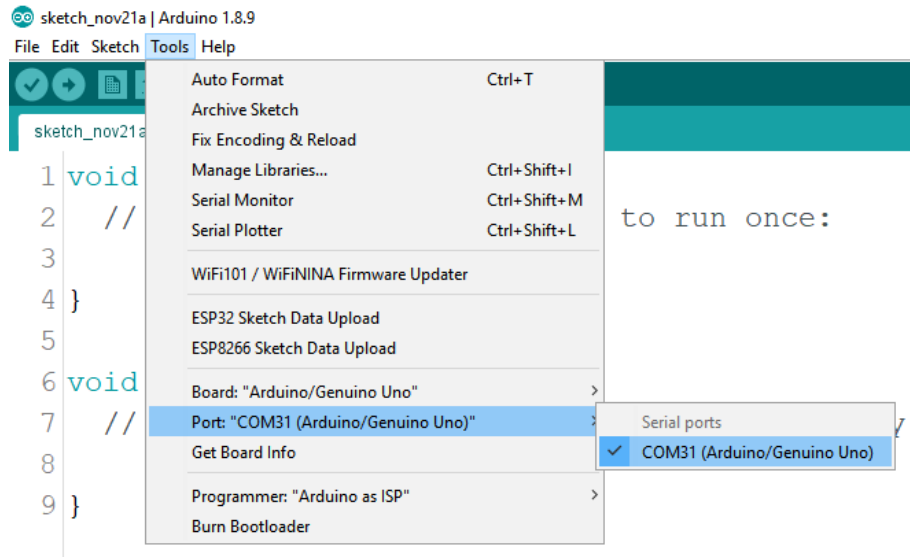 sketch_nov21a | Arduino 1.8.9
File Edit Sketch Tools Help
Auto Format Ctrl+T
Archive Sketch
sketch_nov21a
Fix Encoding & Reload
Manage Libraries... Ctrl+Shift+I
Serial Monitor Ctrl+Shift+M
Serial Plotter Ctrl+Shift+L
WiFi101 / WiFiNINA Firmware Updater
ESP32 Sketch Data Upload
ESP8266 Sketch Data Upload
Board: "Arduino/Genuino Uno"
Port: "COM31 (Arduino/Genuino Uno)"
Serial ports
COM31 (Arduino/Genuino Uno)
Get Board Info
Programmer: "Arduino as ISP"
Burn Bootloader
1 void
2 // to run once:
3
4 }
5
6 void
7 // y
8
9 }